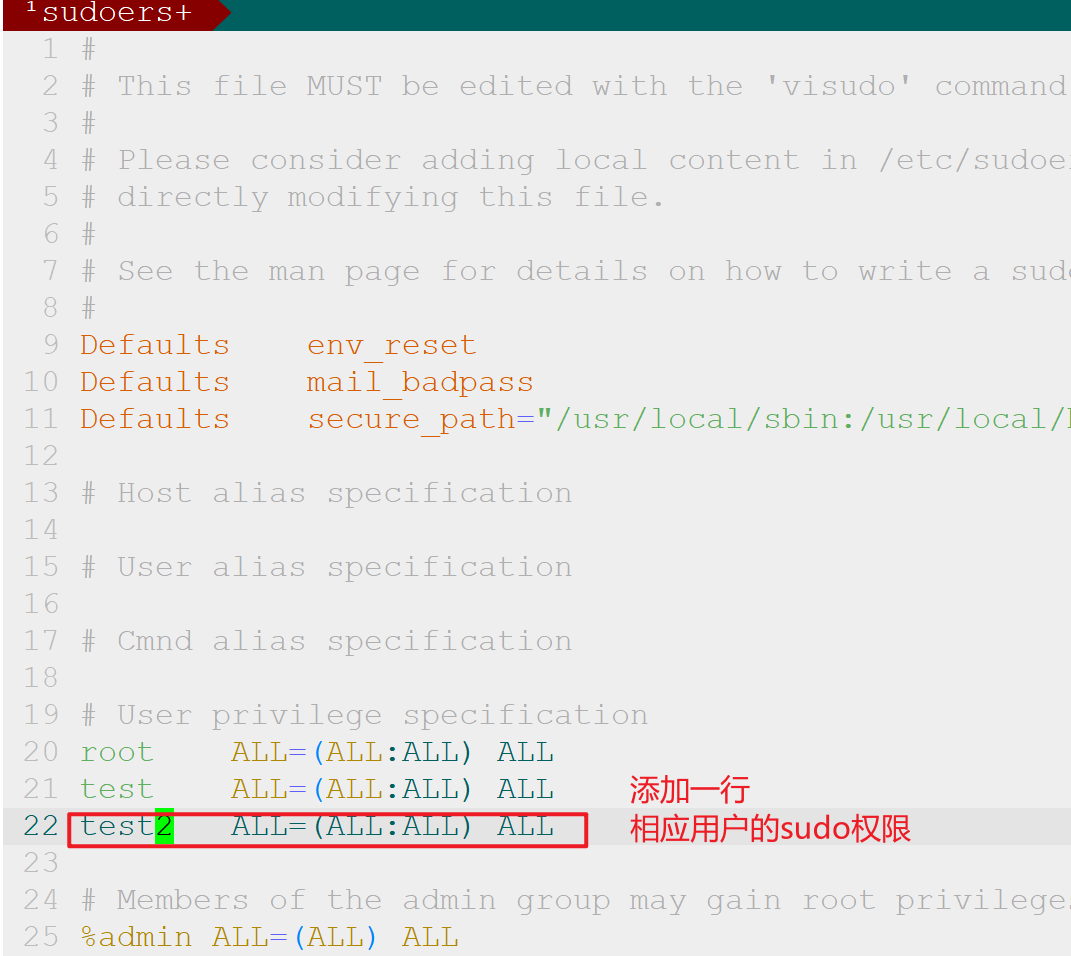 ¹sudoers+
1 #
2 # This file MUST be edited with the 'visudo' command
3 #
4 # Please consider adding local content in /etc/sudoe
5 # directly modifying this file.
6 #
7 # See the man page for details on how to write a sud
8 #
9 Defaults    env_reset
10 Defaults    mail_badpass
11 Defaults    secure_path="/usr/local/sbin:/usr/local/
12
13 # Host alias specification
14
15 # User alias specification
16
17 # Cmnd alias specification
18
19 # User privilege specification
20 root    ALL=(ALL:ALL) ALL
21 test    ALL=(ALL:ALL) ALL 添加一行
22 test2   ALL=(ALL:ALL) ALL 相应用户的sudo权限
23
24 # Members of the admin group may gain root privilege
25 %admin ALL=(ALL) ALL